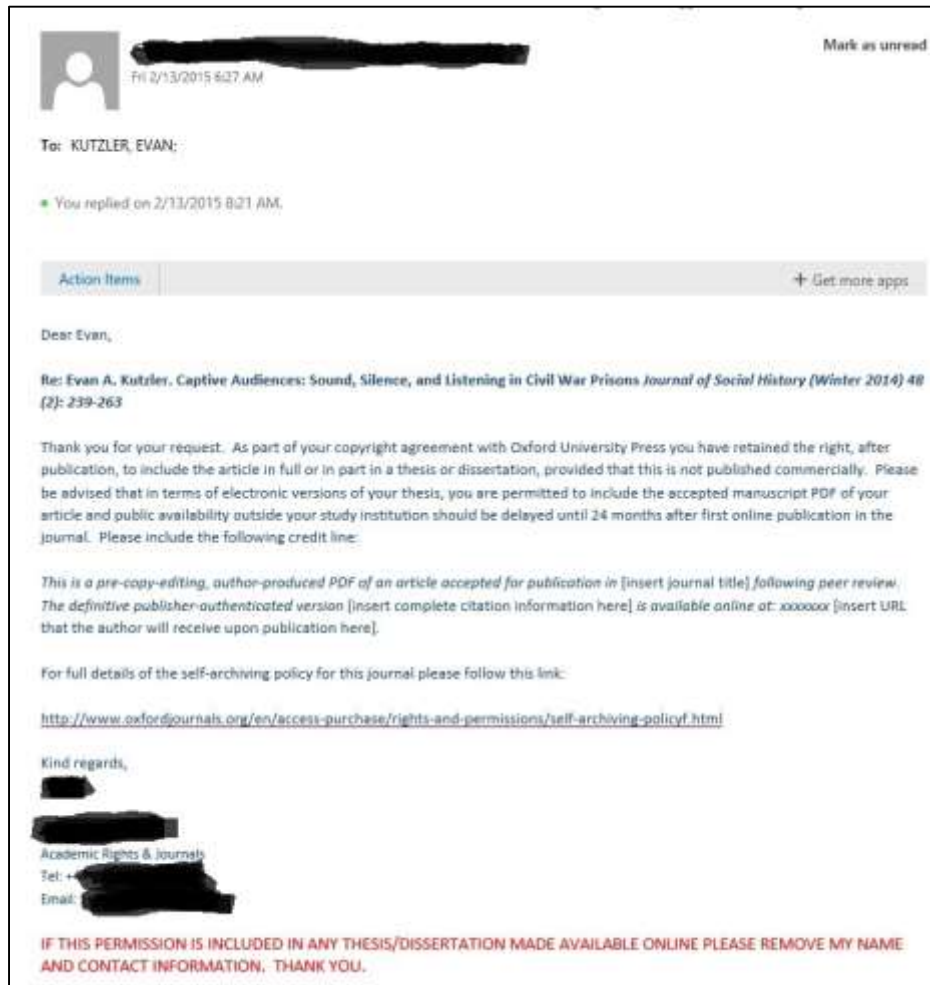 Mark as unread
Fri 2/13/2015 6:27 AM
To: KUTZLER, EVAN;
You replied on 2/13/2015 8:21 AM.
Action Items
+ Get more apps
Dear Evan,
Re: Evan A. Kutzler. Captive Audiences: Sound, Silence, and Listening in Civil War Prisons Journal of Social History (Winter 2014) 48
(2): 239-263
Thank you for your request. As part of your copyright agreement with Oxford University Press you have retained the right, after
publication, to include the article in full or in part in a thesis or dissertation, provided that this is not published commercially. Please
be advised that in terms of electronic versions of your thesis, you are permitted to include the accepted manuscript PDF of your
article and public availability outside your study institution should be delayed until 24 months after first online publication in the
journal. Please include the following credit line:
This is a pre-copy-editing, author-produced PDF of an article accepted for publication in [insert journal title] following peer review.
The definitive publisher-authenticated version [insert complete citation information here] is available online at: xxxxxxx [insert URL
that the author will receive upon publication here].
For full details of the self-archiving policy for this journal please follow this link:
http://www.oxfordjournals.org/en/access-purchase/rights-and-permissions/self-archiving-policyf.html
Kind regards,
Academic Rights & Journals
Tel: +
Email:
IF THIS PERMISSION IS INCLUDED IN ANY THESIS/DISSERTATION MADE AVAILABLE ONLINE PLEASE REMOVE MY NAME
AND CONTACT INFORMATION. THANK YOU.